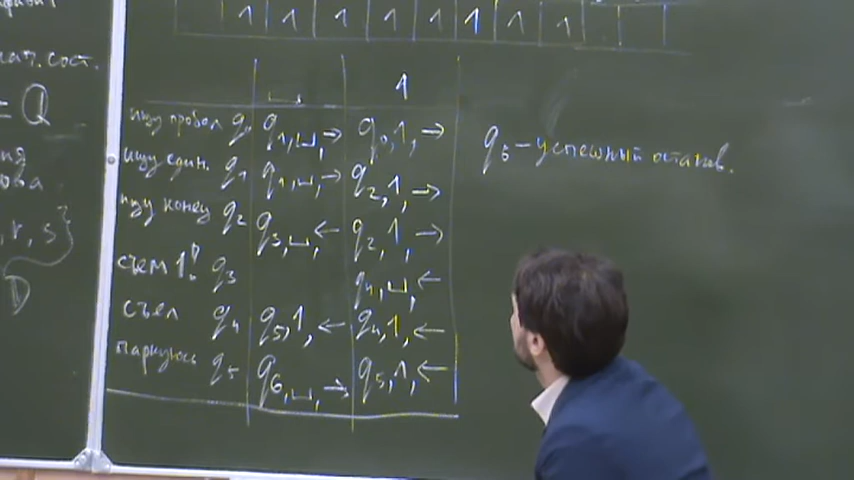 1 1 1 1 1 1 1 1
сост.
= Q
, r, s}
␣ 1
ищу пробел q₀ q₁,␣,→ q₀,1,→
ищу един. q₁ q₁,␣,→ q₂,1,→
ищу конец q₂ q₃,␣,← q₂,1,→
съем 1! q₃ q₄,␣,←
съел q₄ q₅,1,← q₄,1,←
паркуюсь q₅ q₆,␣,→ q₅,1,←
q₆ – успешный останов.